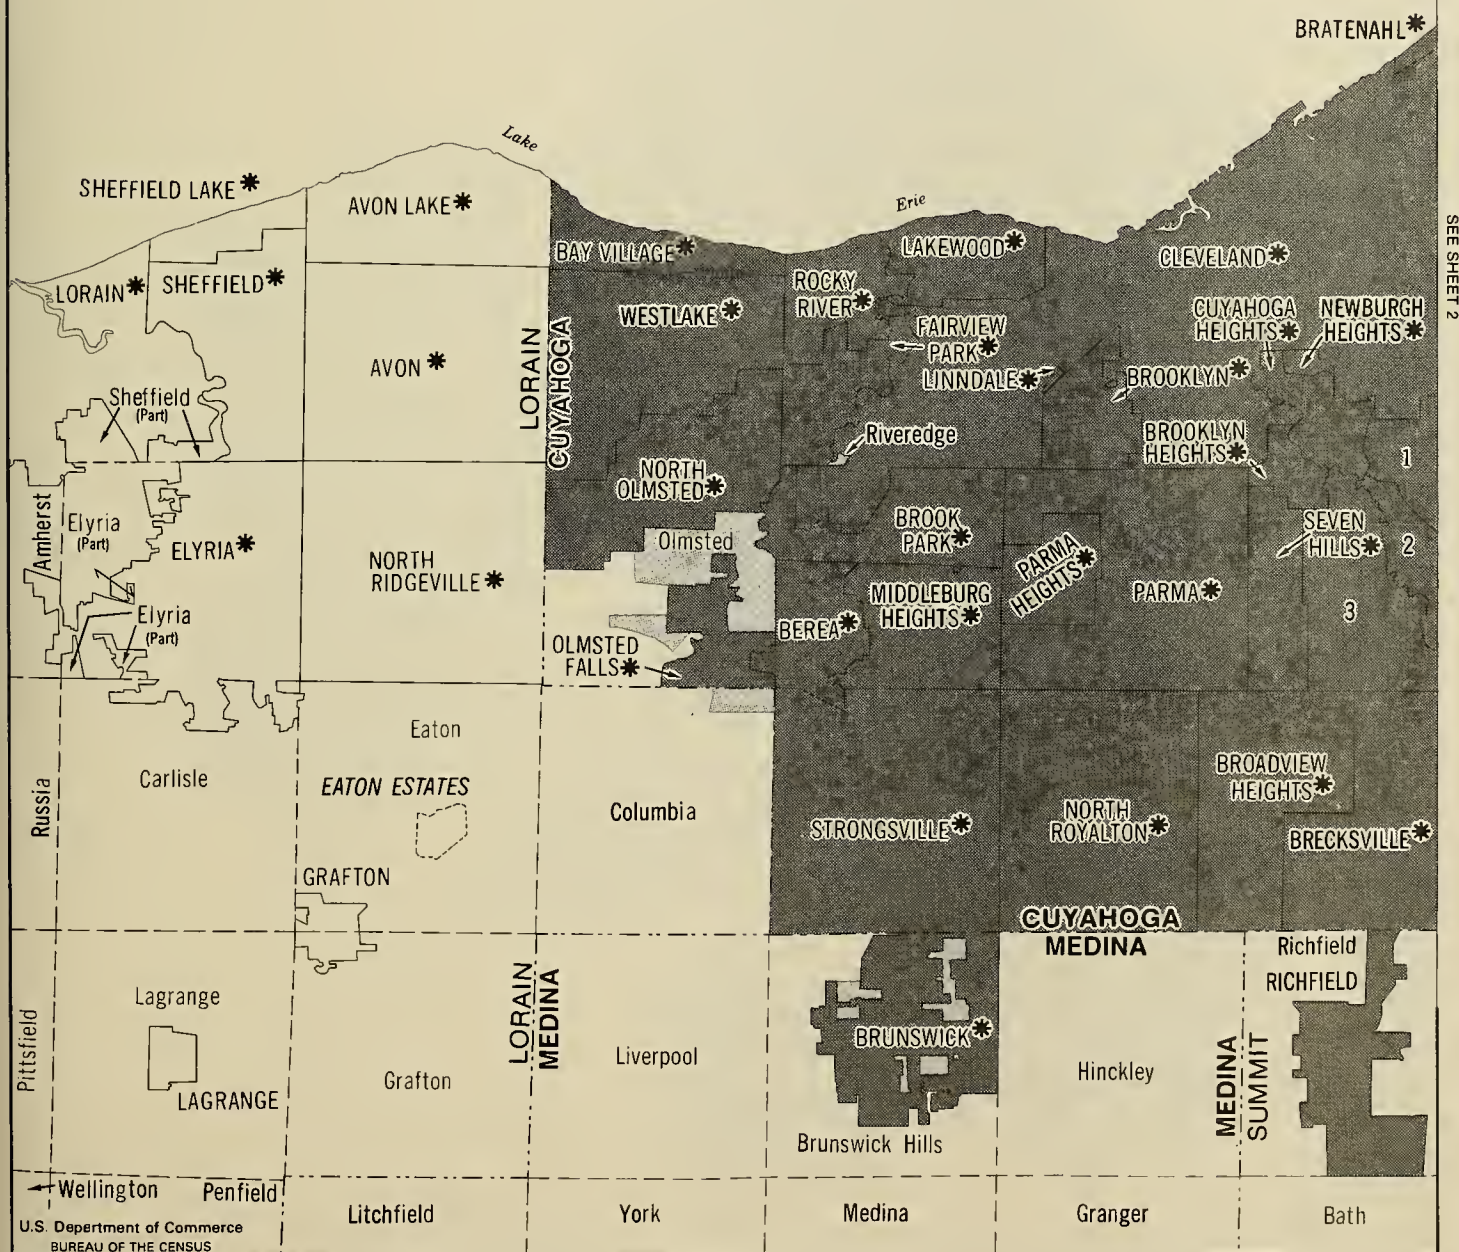 BRATENAHL*
Lake
SHEFFIELD LAKE*
AVON LAKE*
Erie
SEE SHEET 2
BAY VILLAGE*
LAKEWOOD*
CLEVELAND*
LORAIN*
SHEFFIELD*
ROCKY
RIVER*
WESTLAKE*
CUYAHOGA
HEIGHTS*
NEWBURGH
HEIGHTS*
FAIRVIEW
PARK*
LORAIN
CUYAHOGA
AVON*
LINNDALE*
BROOKLYN*
Sheffield
(Part)
Riveredge
BROOKLYN
HEIGHTS*
1
NORTH
OLMSTED*
Amherst
Elyria
(Part)
ELYRIA*
NORTH
RIDGEVILLE*
Olmsted
BROOK
PARK*
PARMA
HEIGHTS*
SEVEN
HILLS*
2
MIDDLEBURG
HEIGHTS*
PARMA*
3
Elyria
(Part)
BEREA*
OLMSTED
FALLS*
Eaton
Carlisle
EATON ESTATES
Russia
Columbia
STRONGSVILLE*
NORTH
ROYALTON*
BROADVIEW
HEIGHTS*
BRECKSVILLE*
GRAFTON
CUYAHOGA
MEDINA
Richfield
RICHFIELD
Lagrange
LORAIN
MEDINA
Pittsfield
BRUNSWICK*
Liverpool
Grafton
Hinckley
MEDINA
SUMMIT
LAGRANGE
Brunswick Hills
Wellington
Penfield
Litchfield
York
Medina
Granger
Bath
U.S. Department of Commerce
BUREAU OF THE CENSUS